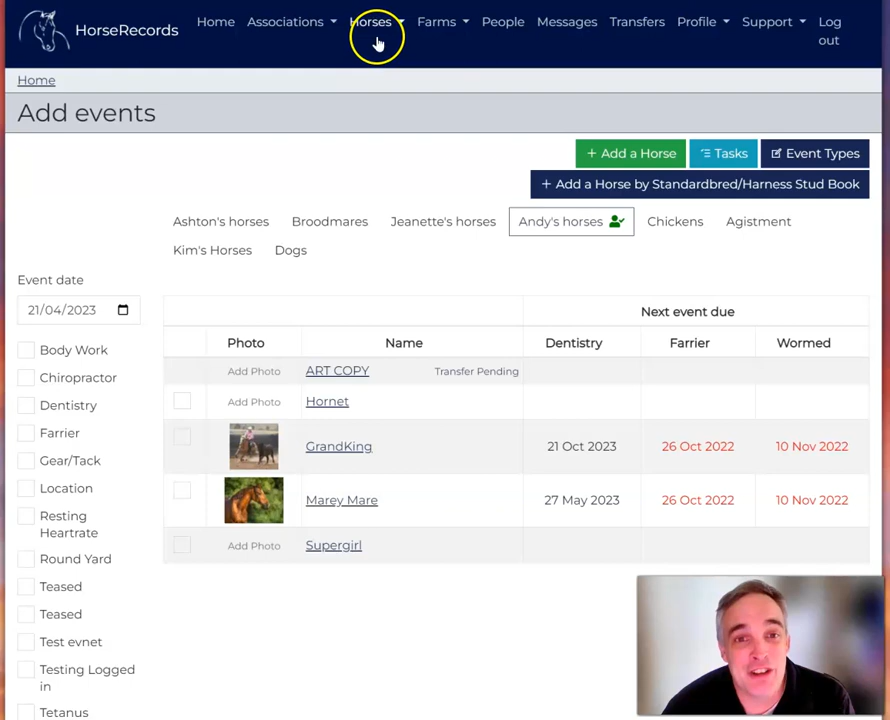 HorseRecords
Home Associations Horses Farms People Messages Transfers Profile Support Log out
Home
Add events
+ Add a Horse Tasks Event Types
+ Add a Horse by Standardbred/Harness Stud Book
Ashton's horses Broodmares Jeanette's horses Andy's horses Chickens Agistment
Kim's Horses Dogs
Event date
21/04/2023
Body Work
Chiropractor
Dentistry
Farrier
Gear/Tack
Location
Resting
Heartrate
Round Yard
Teased
Teased
Test evnet
Testing Logged
in
Tetanus
Next event due
Photo Name Dentistry Farrier Wormed
Add Photo ART COPY Transfer Pending
Add Photo Hornet
GrandKing 21 Oct 2023 26 Oct 2022 10 Nov 2022
Marey Mare 27 May 2023 26 Oct 2022 10 Nov 2022
Add Photo Supergirl